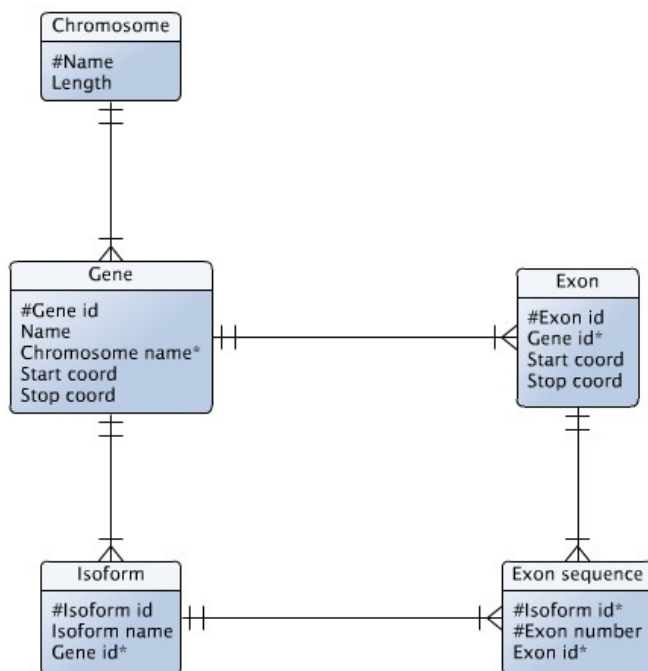 Chromosome
#Name
Length
Gene
#Gene id
Name
Chromosome name*
Start coord
Stop coord
Exon
#Exon id
Gene id*
Start coord
Stop coord
Isoform
#Isoform id
Isoform name
Gene id*
Exon sequence
#Isoform id*
#Exon number
Exon id*